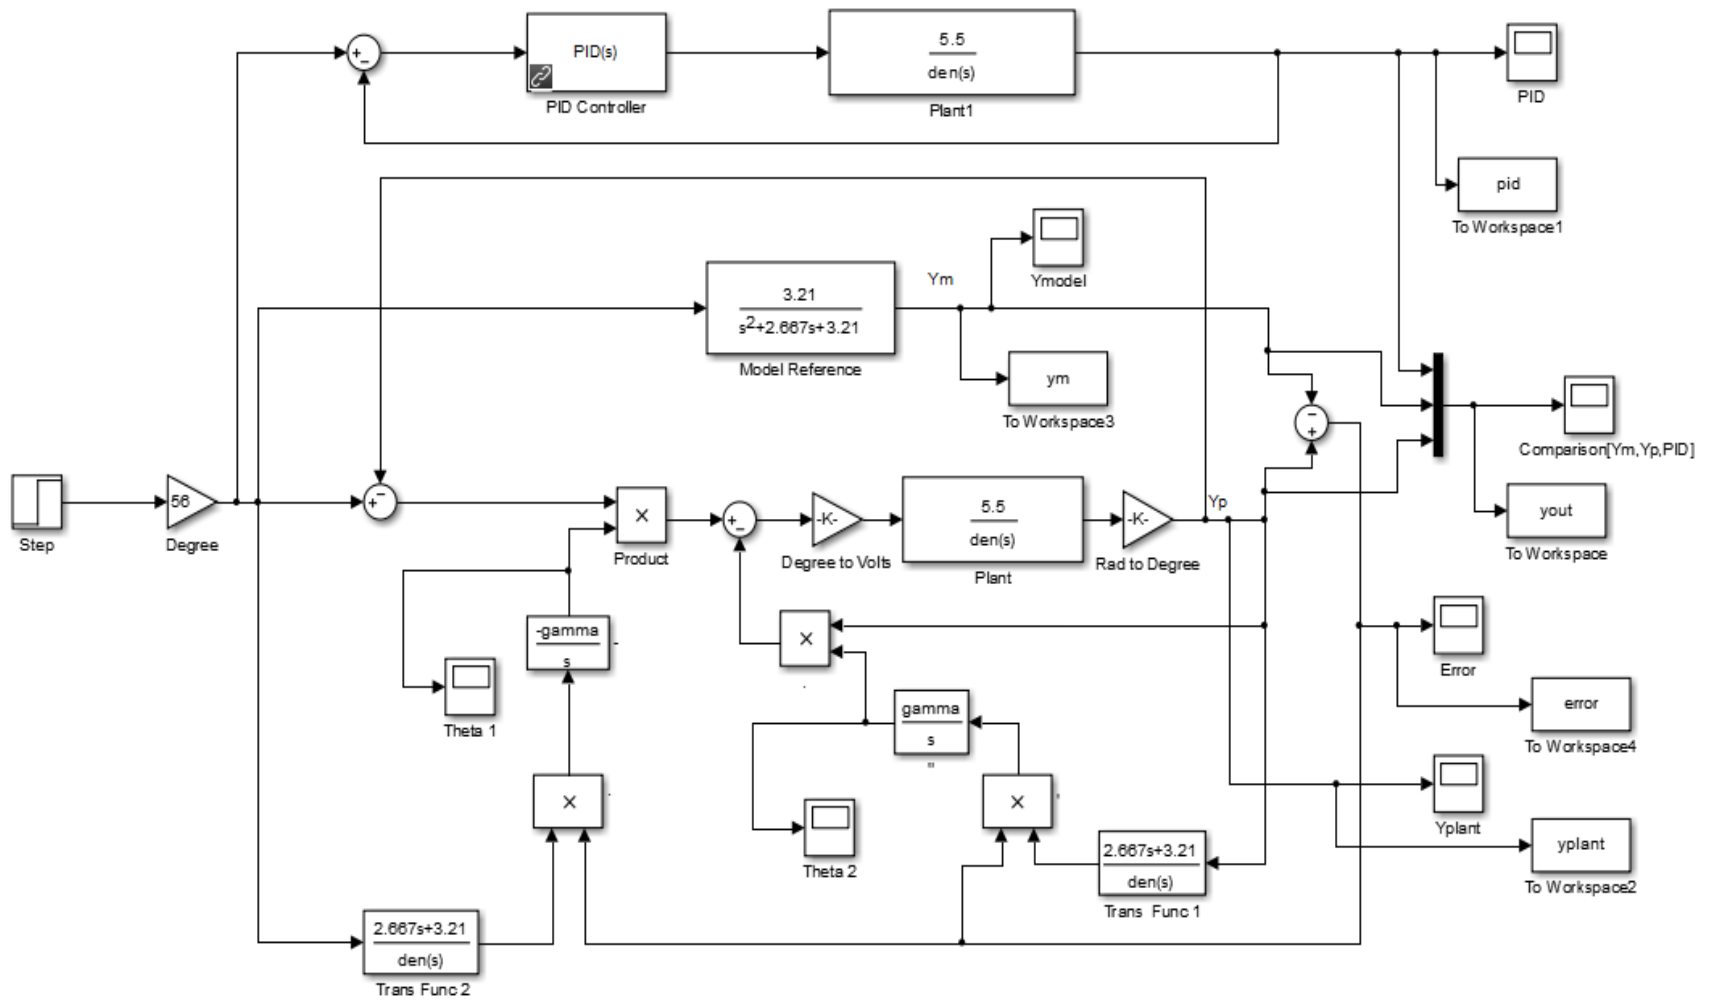 PID(s)
PID Controller
5.5
den(s)
Plant1
PID
pid
To Workspace1
Ymodel
Ym
3.21
s²+2.667s+3.21
Model Reference
ym
To Workspace3
Comparison[Ym,Yp,PID]
Step
56
Degree
×
Product
-K-
Degree to Volts
5.5
den(s)
Plant
-K-
Rad to Degree
Yp
yout
To Workspace
-gamma
s
Theta 1
×
gamma
s
"
Error
error
To Workspace4
×
×
Theta 2
2.667s+3.21
den(s)
Trans Func 1
Yplant
yplant
To Workspace2
2.667s+3.21
den(s)
Trans Func 2